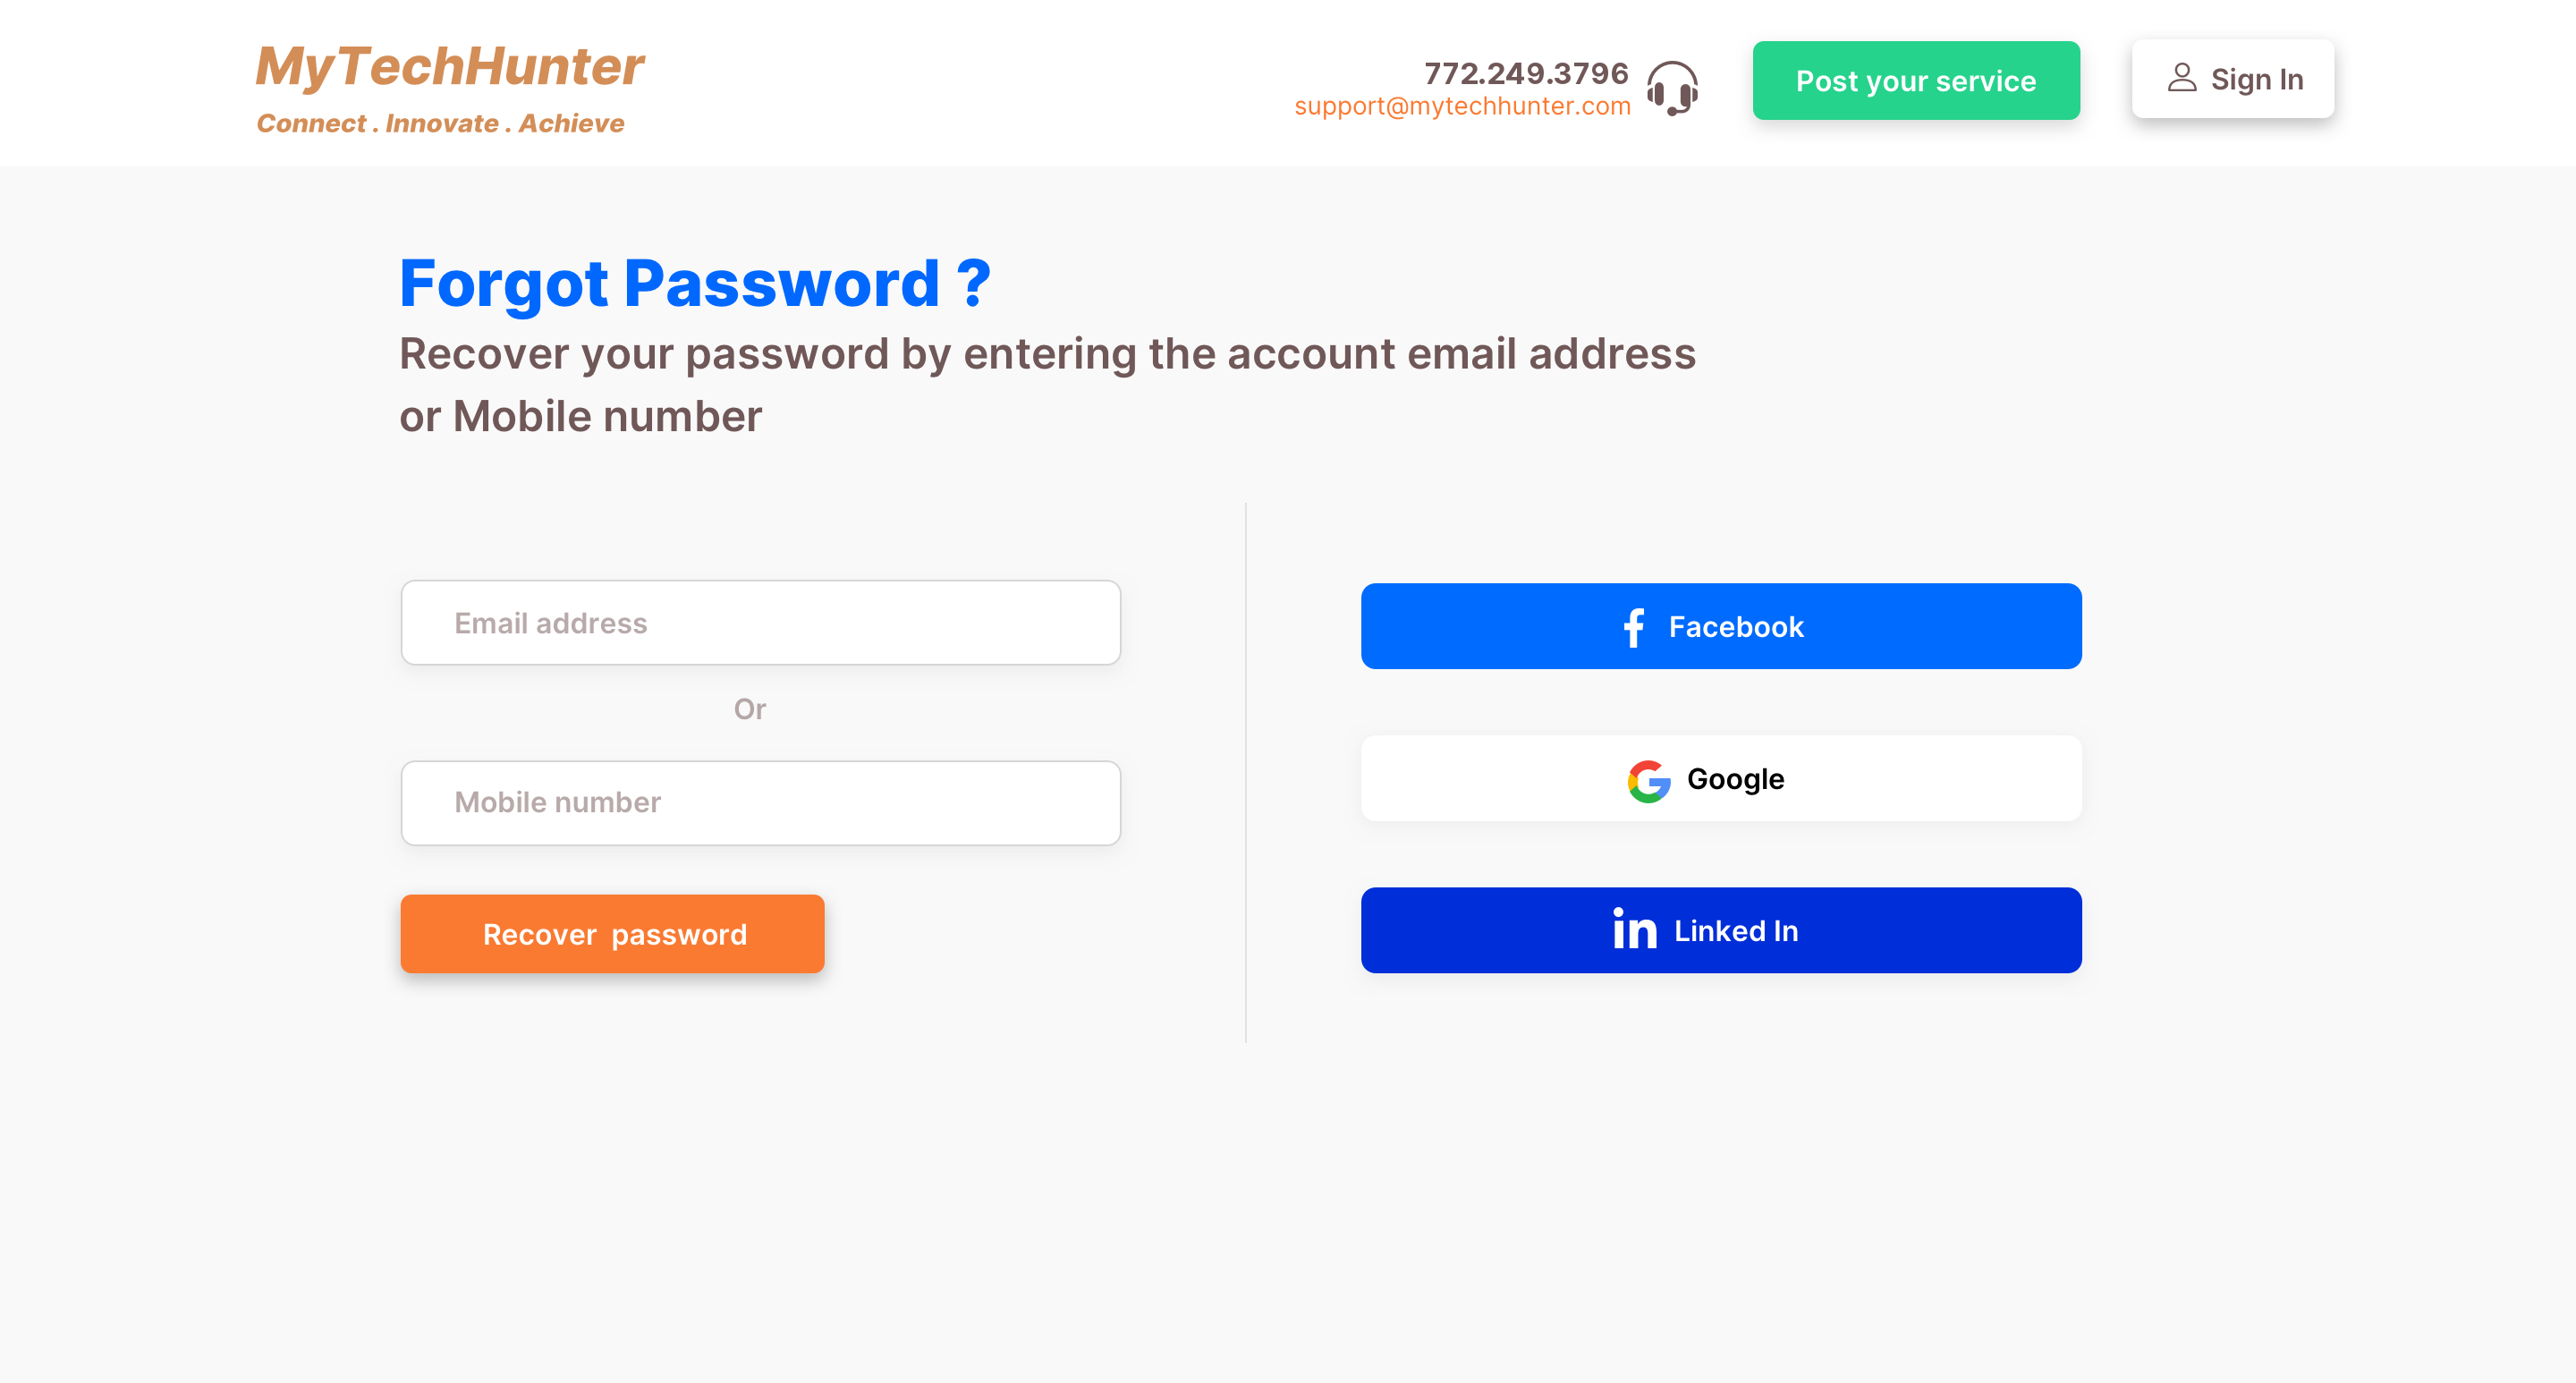 MyTechHunter
Connect . Innovate . Achieve
772.249.3796
support@mytechhunter.com
Post your service
Sign In
Forgot Password ?
Recover your password by entering the account email address
or Mobile number
Email address
Or
Mobile number
Recover password
Facebook
Google
in Linked In